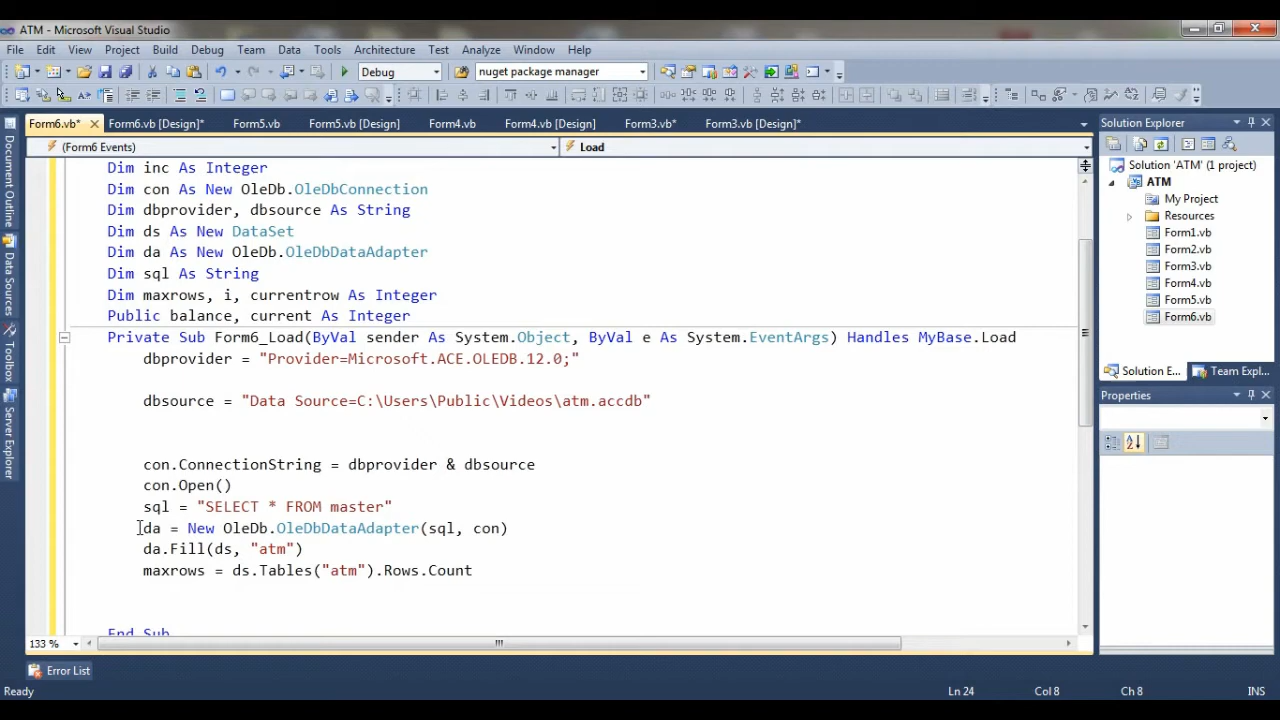 ATM - Microsoft Visual Studio
File Edit View Project Build Debug Team Data Tools Architecture Test Analyze Window Help
Debug nuget package manager
Form6.vb* Form6.vb [Design]* Form5.vb Form5.vb [Design] Form4.vb Form4.vb [Design] Form3.vb* Form3.vb [Design]*
(Form6 Events) Load
Dim inc As Integer
Dim con As New OleDb.OleDbConnection
Dim dbprovider, dbsource As String
Dim ds As New DataSet
Dim da As New OleDb.OleDbDataAdapter
Dim sql As String
Dim maxrows, i, currentrow As Integer
Public balance, current As Integer
Private Sub Form6_Load(ByVal sender As System.Object, ByVal e As System.EventArgs) Handles MyBase.Load
dbprovider = "Provider=Microsoft.ACE.OLEDB.12.0;"
dbsource = "Data Source=C:\Users\Public\Videos\atm.accdb"
con.ConnectionString = dbprovider & dbsource
con.Open()
sql = "SELECT * FROM master"
da = New OleDb.OleDbDataAdapter(sql, con)
da.Fill(ds, "atm")
maxrows = ds.Tables("atm").Rows.Count
End Sub
133 %
Error List
Ready Ln 24 Col 8 Ch 8 INS
Document Outline
Data Sources
Toolbox
Server Explorer
Solution Explorer
Solution 'ATM' (1 project)
ATM
My Project
Resources
Form1.vb
Form2.vb
Form3.vb
Form4.vb
Form5.vb
Form6.vb
Solution E... Team Expl...
Properties